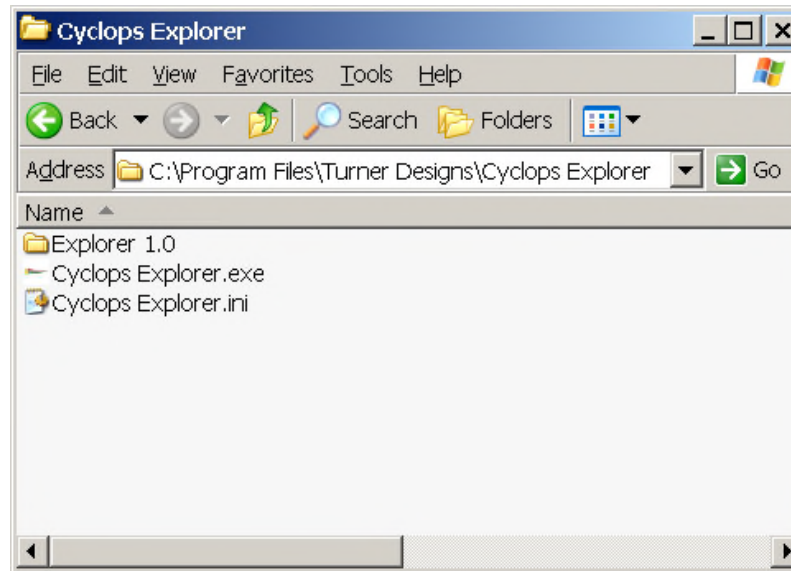 Cyclops Explorer
File Edit View Favorites Tools Help
Back Search Folders
Address C:\Program Files\Turner Designs\Cyclops Explorer Go
Name
Explorer 1.0
Cyclops Explorer.exe
Cyclops Explorer.ini